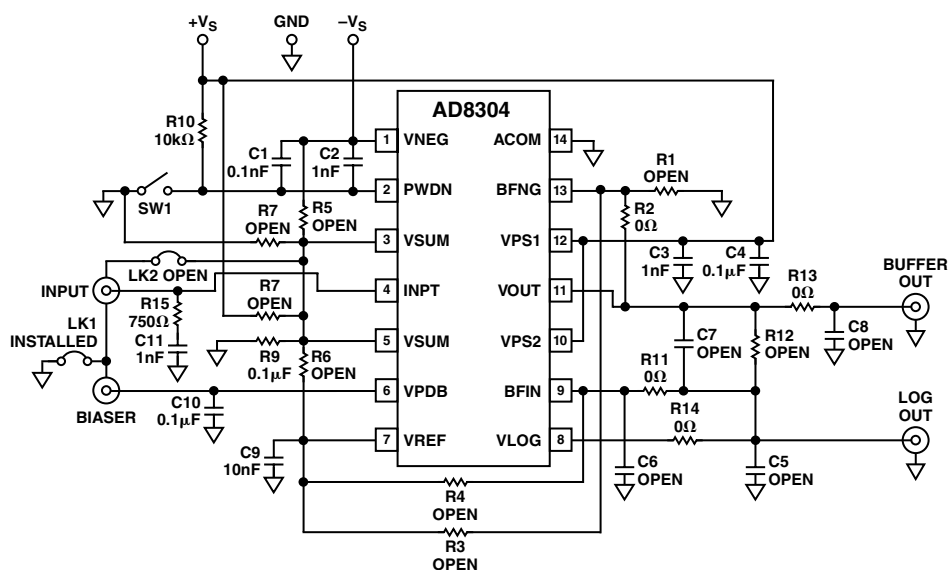 +VS
GND
–VS
AD8304
R10
10kΩ
C1
0.1nF
C2
1nF
1
VNEG
ACOM
14
R1
OPEN
SW1
2
PWDN
BFNG
13
R2
0Ω
R7
OPEN
R5
OPEN
3
VSUM
VPS1
12
C3
1nF
C4
0.1µF
LK2 OPEN
INPUT
4
INPT
VOUT
11
R13
0Ω
BUFFER
OUT
R15
750Ω
R7
OPEN
LK1
INSTALLED
C11
1nF
5
VSUM
VPS2
10
C7
OPEN
R12
OPEN
C8
OPEN
R9
0.1µF
R6
OPEN
R11
0Ω
BIASER
C10
0.1µF
6
VPDB
BFIN
9
R14
0Ω
LOG
OUT
7
VREF
VLOG
8
C9
10nF
C6
OPEN
C5
OPEN
R4
OPEN
R3
OPEN